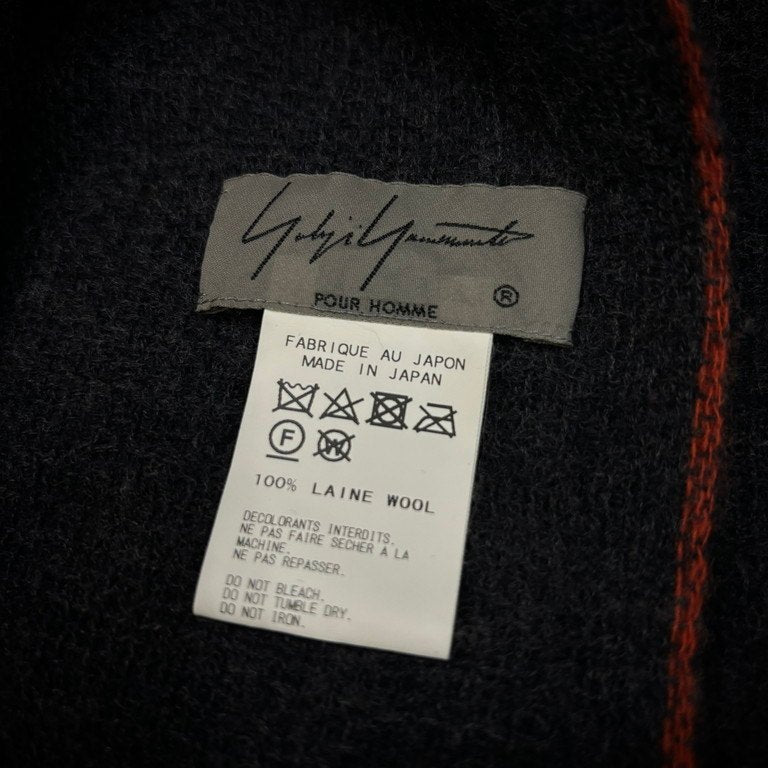 Yohji Yamamoto
POUR HOMME ®
FABRIQUE AU JAPON
MADE IN JAPAN
F W
100% LAINE WOOL
DECOLORANTS INTERDITS.
NE PAS FAIRE SECHER A LA
MACHINE.
NE PAS REPASSER.
DO NOT BLEACH.
DO NOT TUMBLE DRY.
DO NOT IRON.